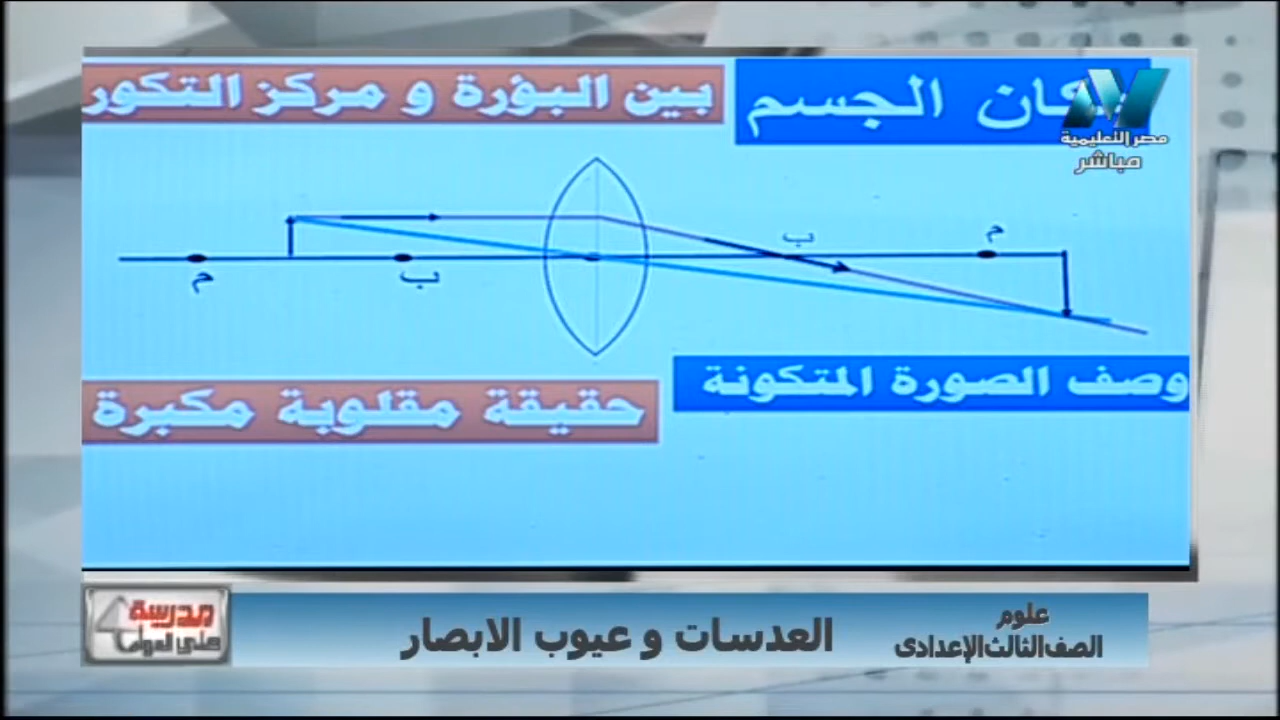 مكان الجسم
بين البؤرة و مركز التكور
مصر التعليمية
مباشر
م
ب
ب
م
وصف الصورة المتكونة
حقيقة مقلوبة مكبرة
مدرسة
على الهواء
علوم
الصف الثالث الإعدادى
العدسات و عيوب الابصار